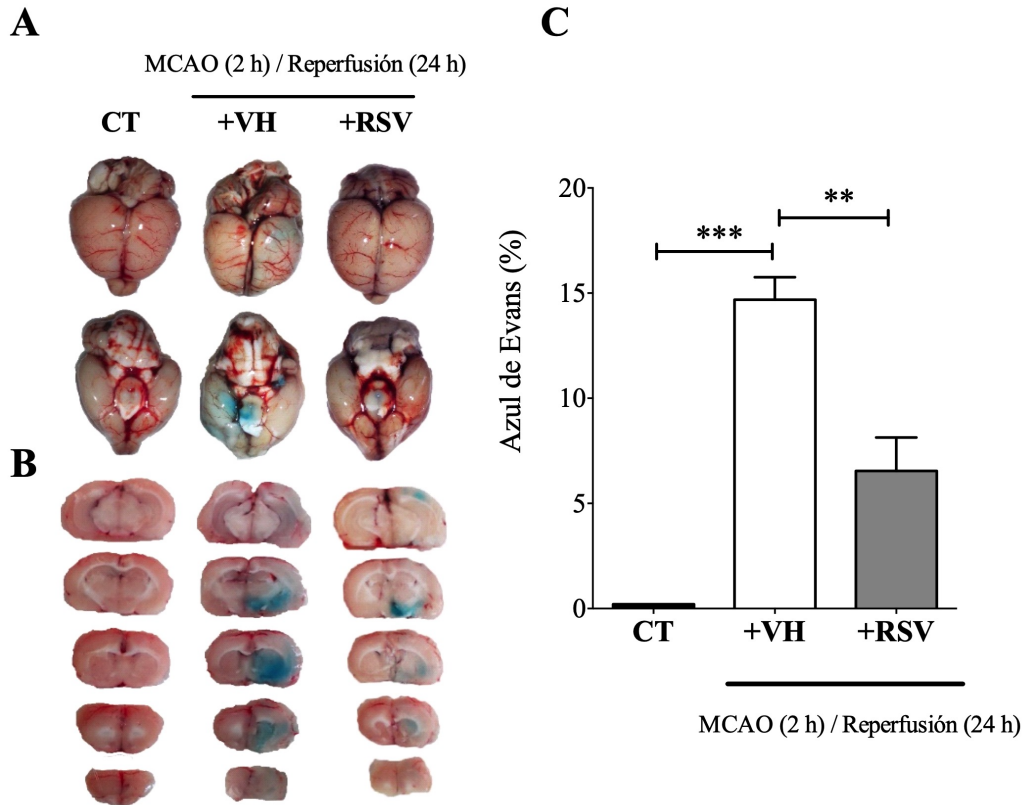 A
MCAO (2 h) / Reperfusión (24 h)
CT +VH +RSV
B
C
Azul de Evans (%)
20
15
10
5
0
***
**
CT +VH +RSV
MCAO (2 h) / Reperfusión (24 h)